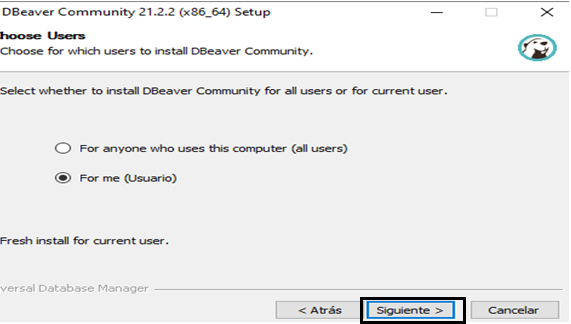 DBeaver Community 21.2.2 (x86_64) Setup
hoose Users
Choose for which users to install DBeaver Community.
Select whether to install DBeaver Community for all users or for current user.
For anyone who uses this computer (all users)
For me (Usuario)
Fresh install for current user.
versal Database Manager
< Atrás Siguiente > Cancelar